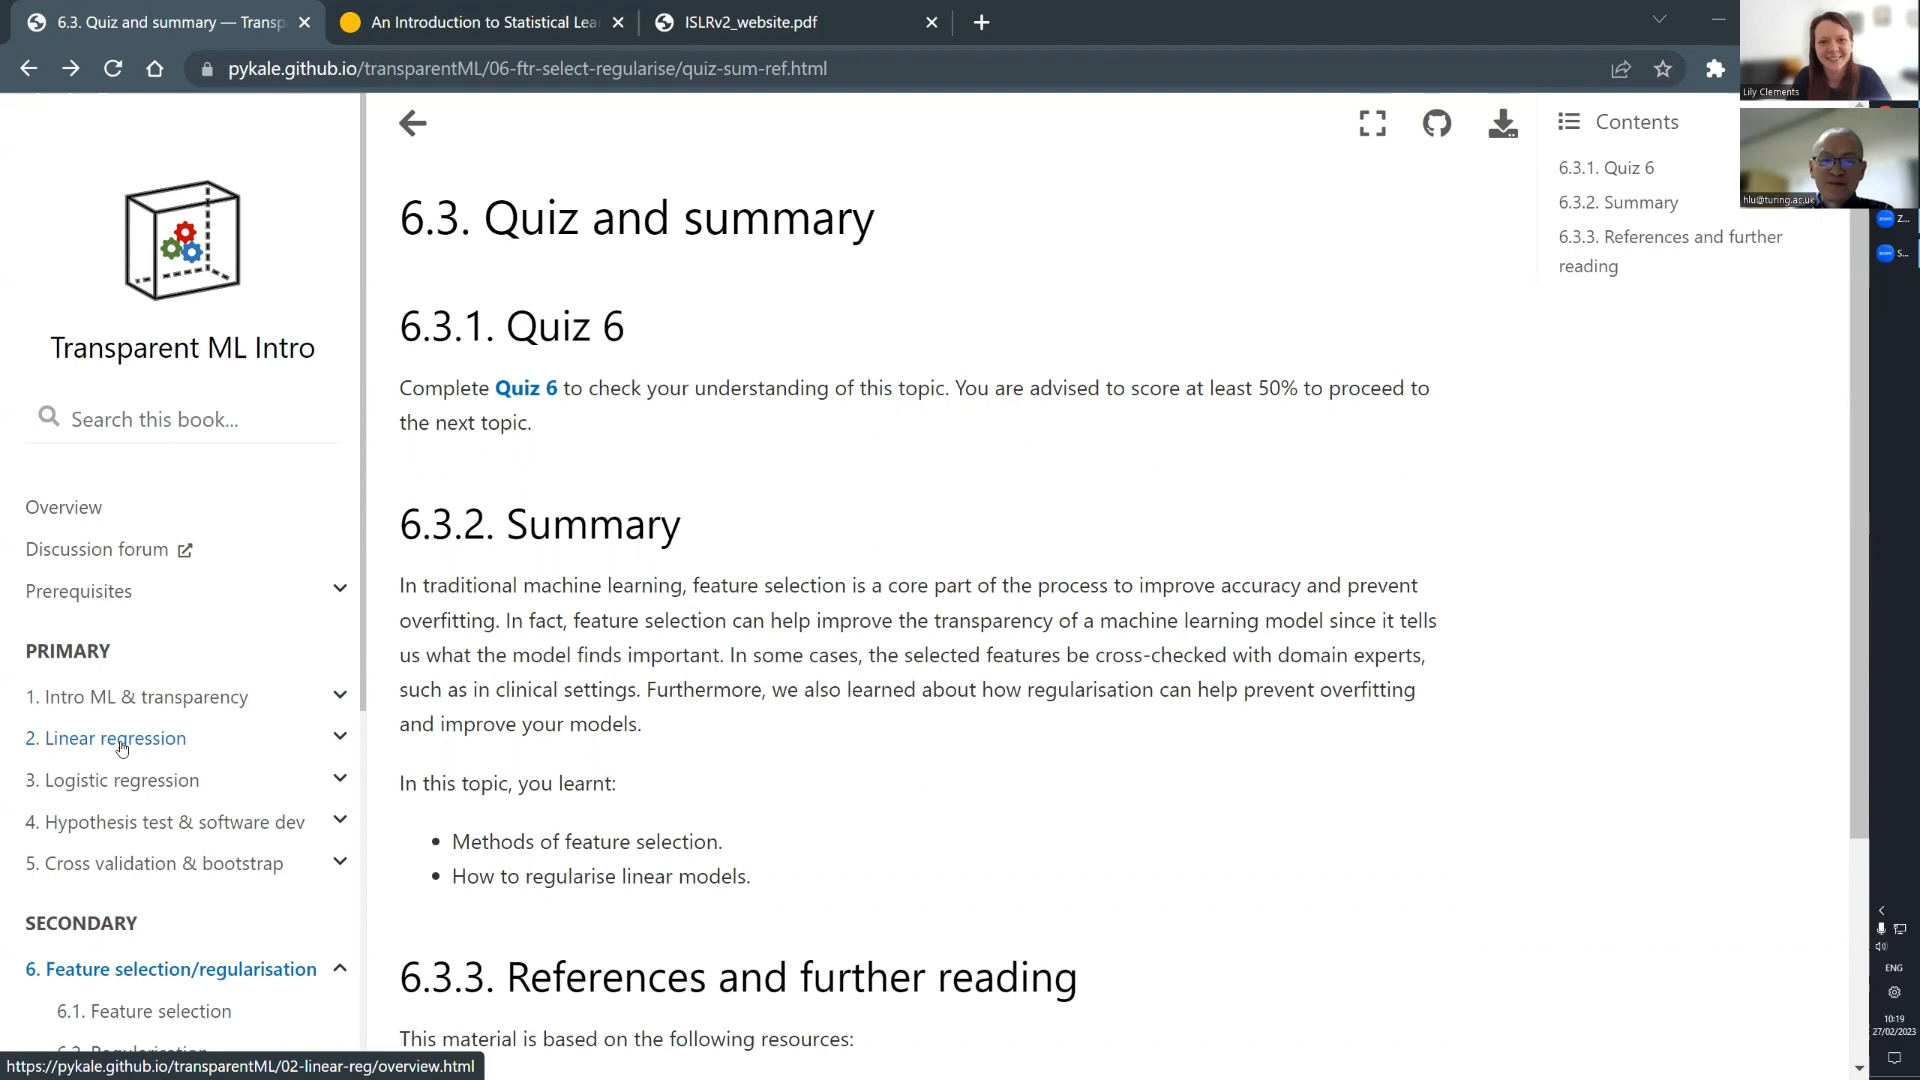 6.3. Quiz and summary — Transp
An Introduction to Statistical Lea
ISLRv2_website.pdf
pykale.github.io/transparentML/06-ftr-select-regularise/quiz-sum-ref.html
Lily Clements
hlu@turing.ac.uk
Z...
S...
Transparent ML Intro
Search this book...
Overview
Discussion forum
Prerequisites
PRIMARY
1. Intro ML & transparency
2. Linear regression
3. Logistic regression
4. Hypothesis test & software dev
5. Cross validation & bootstrap
SECONDARY
6. Feature selection/regularisation
6.1. Feature selection
6.2. Regularisation
https://pykale.github.io/transparentML/02-linear-reg/overview.html
6.3. Quiz and summary
6.3.1. Quiz 6
Complete Quiz 6 to check your understanding of this topic. You are advised to score at least 50% to proceed to
the next topic.
6.3.2. Summary
In traditional machine learning, feature selection is a core part of the process to improve accuracy and prevent
overfitting. In fact, feature selection can help improve the transparency of a machine learning model since it tells
us what the model finds important. In some cases, the selected features be cross-checked with domain experts,
such as in clinical settings. Furthermore, we also learned about how regularisation can help prevent overfitting
and improve your models.
In this topic, you learnt:
• Methods of feature selection.
• How to regularise linear models.
6.3.3. References and further reading
This material is based on the following resources:
Contents
6.3.1. Quiz 6
6.3.2. Summary
6.3.3. References and further
reading
ENG
10:19
27/02/2023